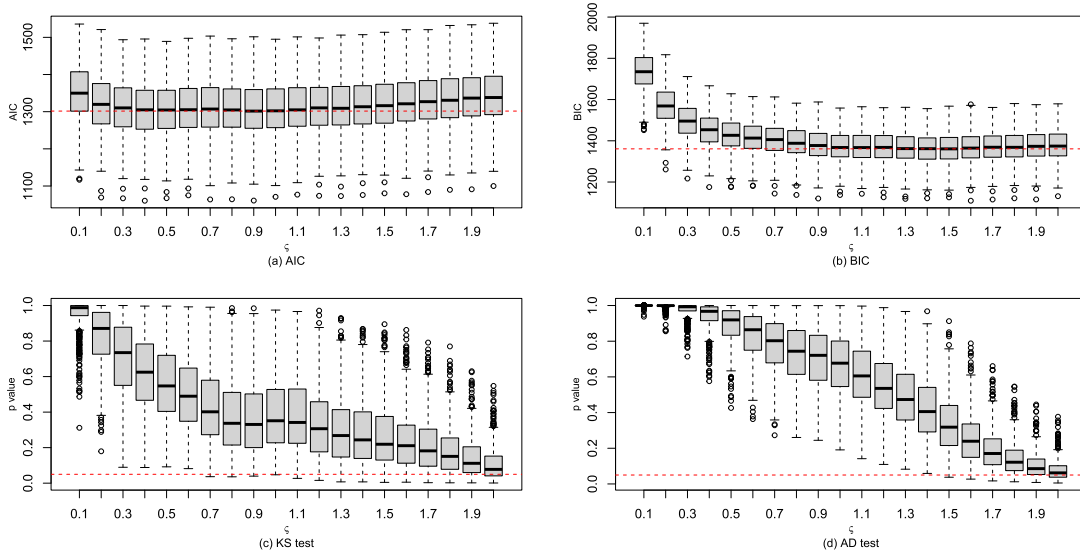 AIC
1500
1300
1100
0.1 0.3 0.5 0.7 0.9 1.1 1.3 1.5 1.7 1.9
ς
(a) AIC
BIC
2000
1800
1600
1400
1200
0.1 0.3 0.5 0.7 0.9 1.1 1.3 1.5 1.7 1.9
ς
(b) BIC
p value
1.0
0.8
0.6
0.4
0.2
0.0
0.1 0.3 0.5 0.7 0.9 1.1 1.3 1.5 1.7 1.9
ς
(c) KS test
p value
1.0
0.8
0.6
0.4
0.2
0.0
0.1 0.3 0.5 0.7 0.9 1.1 1.3 1.5 1.7 1.9
ς
(d) AD test